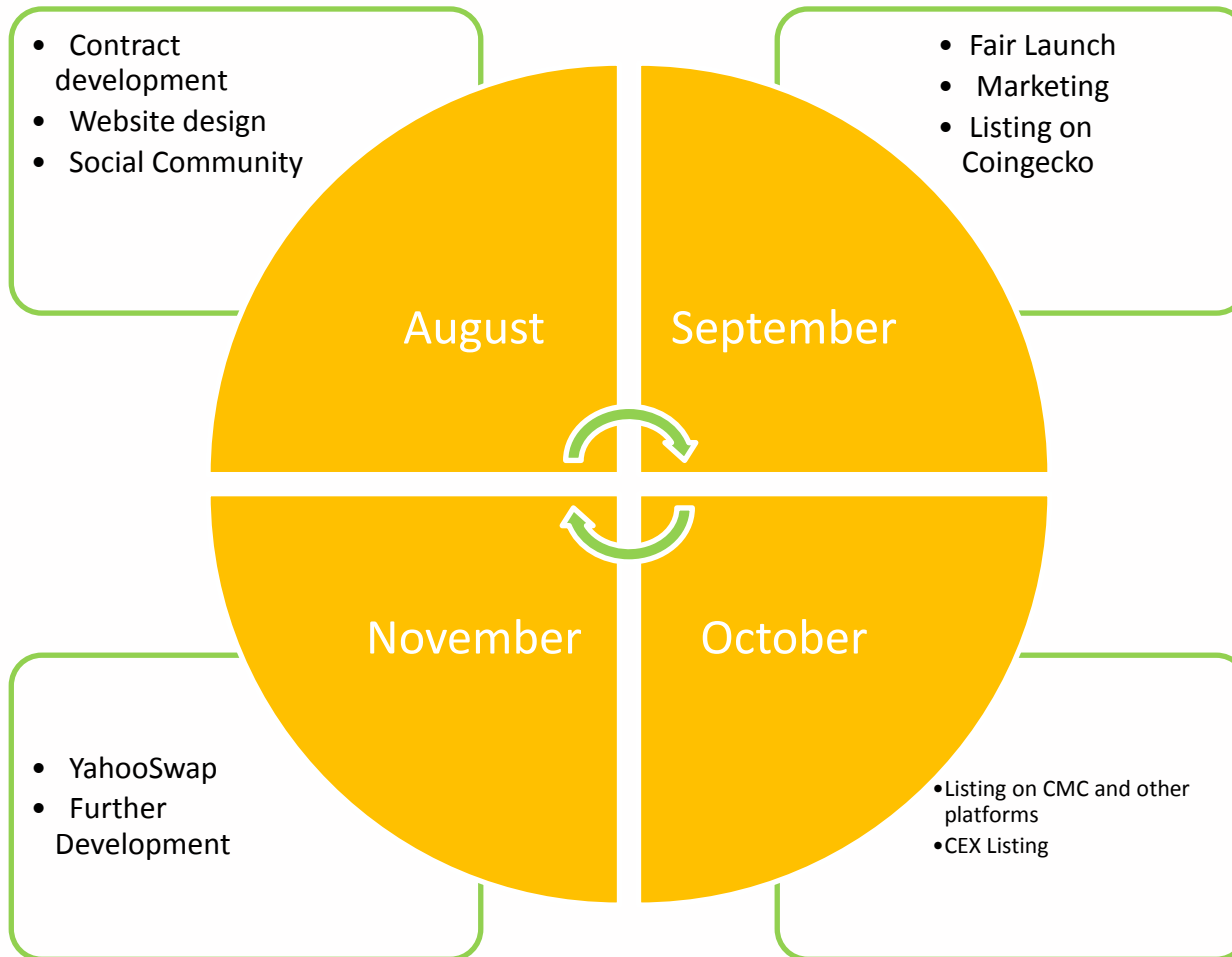 • Contract
development
• Website design
• Social Community
• Fair Launch
• Marketing
• Listing on
Coingecko
August
September
November
October
• YahooSwap
• Further
Development
•Listing on CMC and other
platforms
•CEX Listing